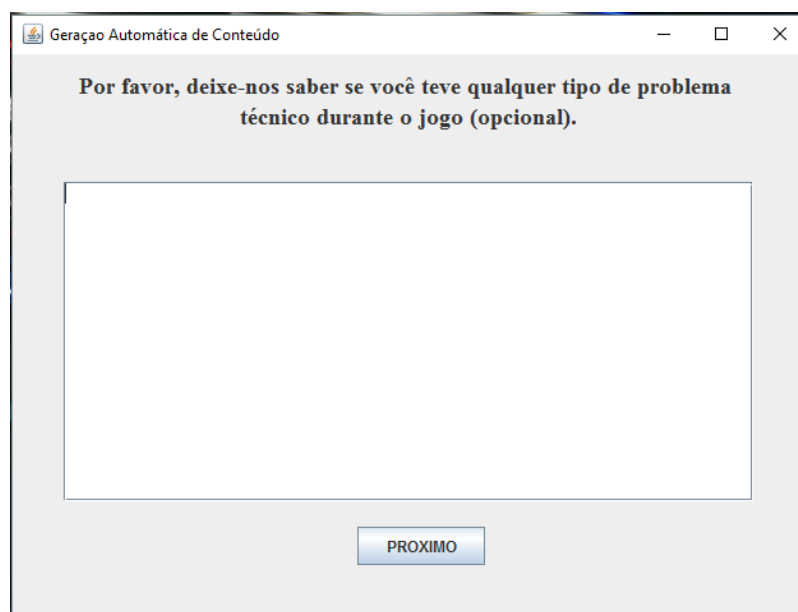 Geraçao Automática de Conteúdo
Por favor, deixe-nos saber se você teve qualquer tipo de problema
técnico durante o jogo (opcional).
PROXIMO